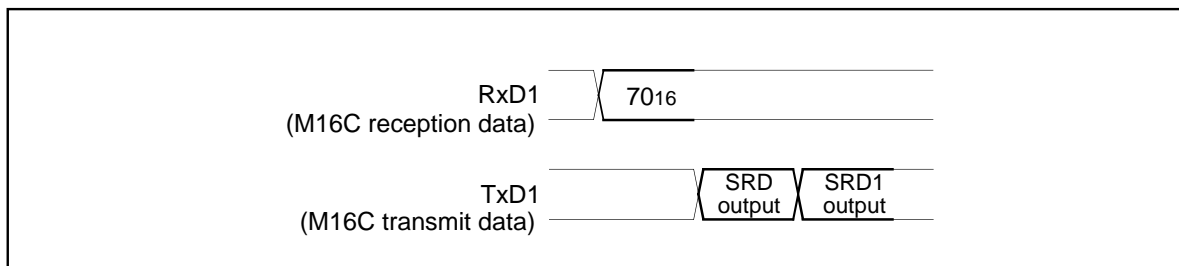 RxD1
(M16C reception data)
7016
TxD1
(M16C transmit data)
SRD
output
SRD1
output